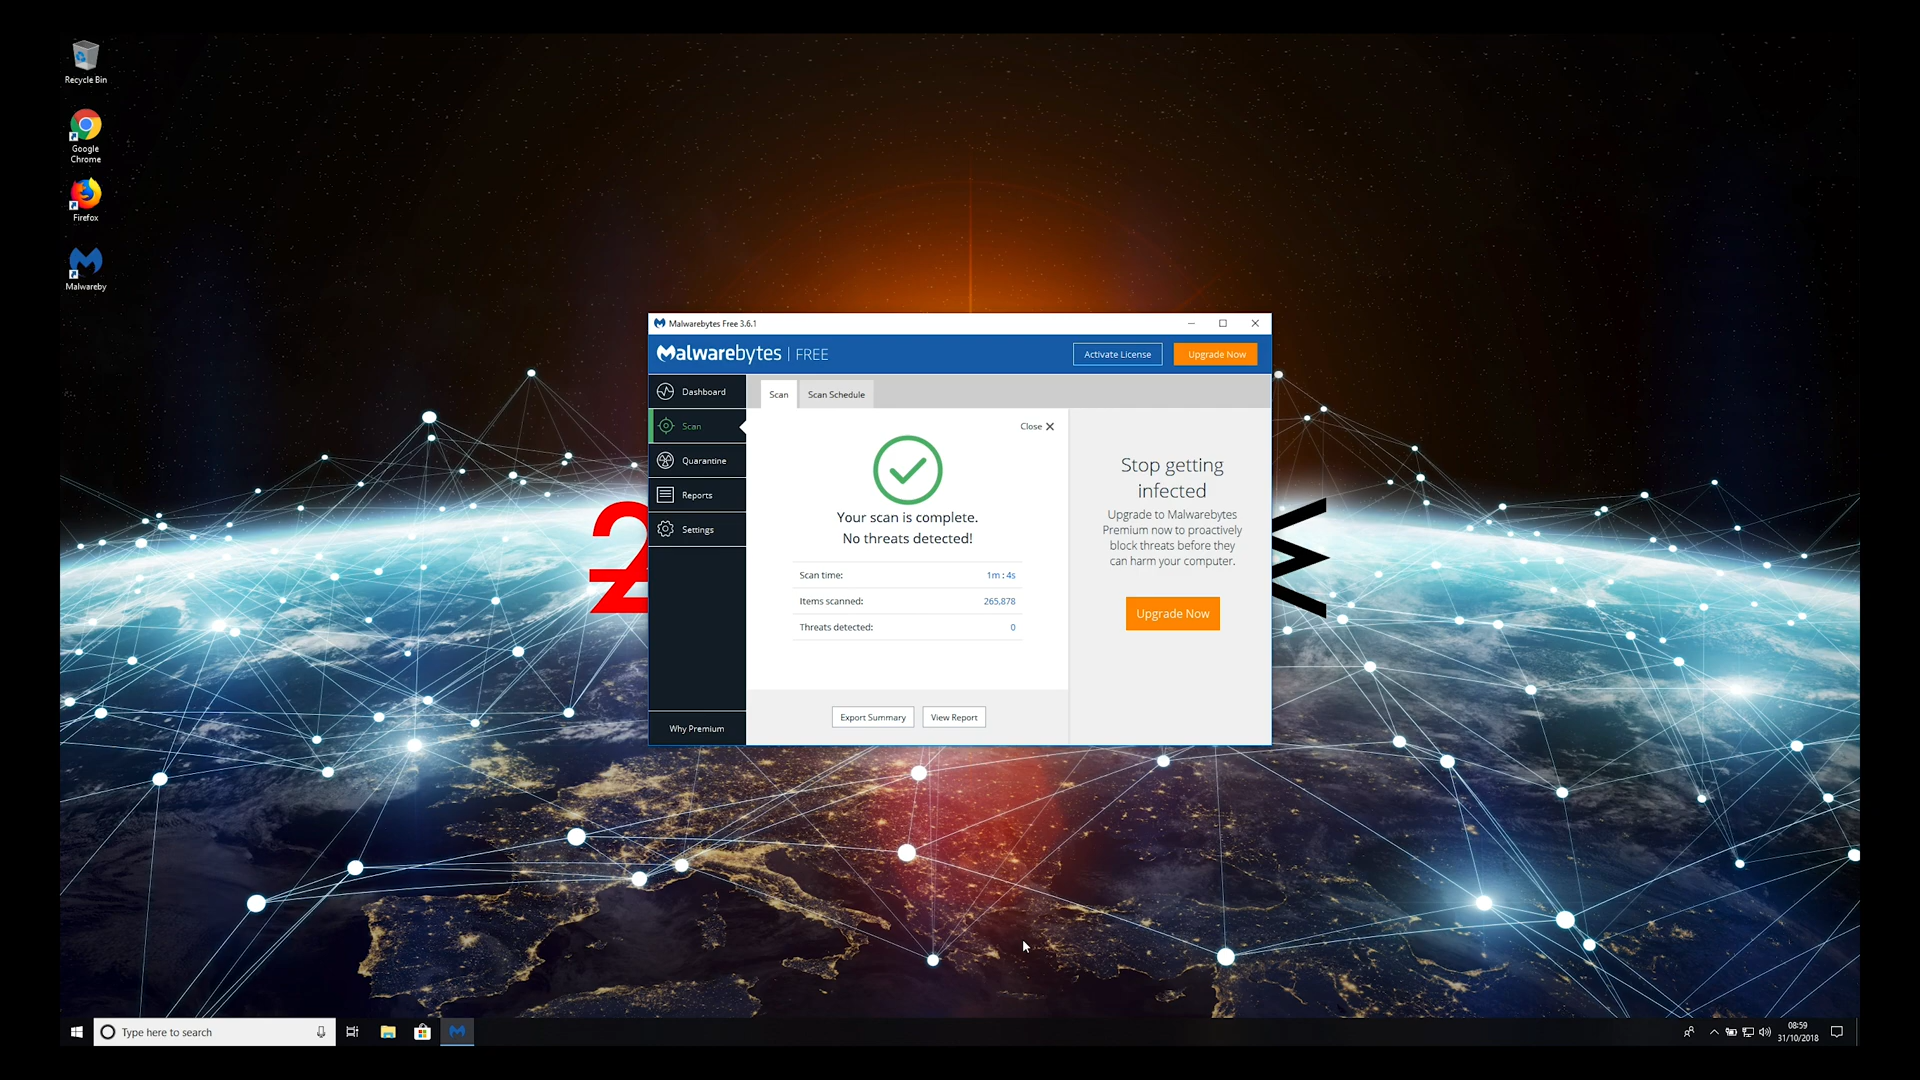 Recycle Bin
Google
Chrome
Firefox
Malwareby
Malwarebytes Free 3.6.1
Malwarebytes | FREE
Activate License
Upgrade Now
Dashboard
Scan
Quarantine
Reports
Settings
Why Premium
Scan
Scan Schedule
Close
Your scan is complete.
No threats detected!
Scan time: 1m : 4s
Items scanned: 265,878
Threats detected: 0
Export Summary
View Report
Stop getting
infected
Upgrade to Malwarebytes
Premium now to proactively
block threats before they
can harm your computer.
Upgrade Now
Type here to search
08:59
31/10/2018